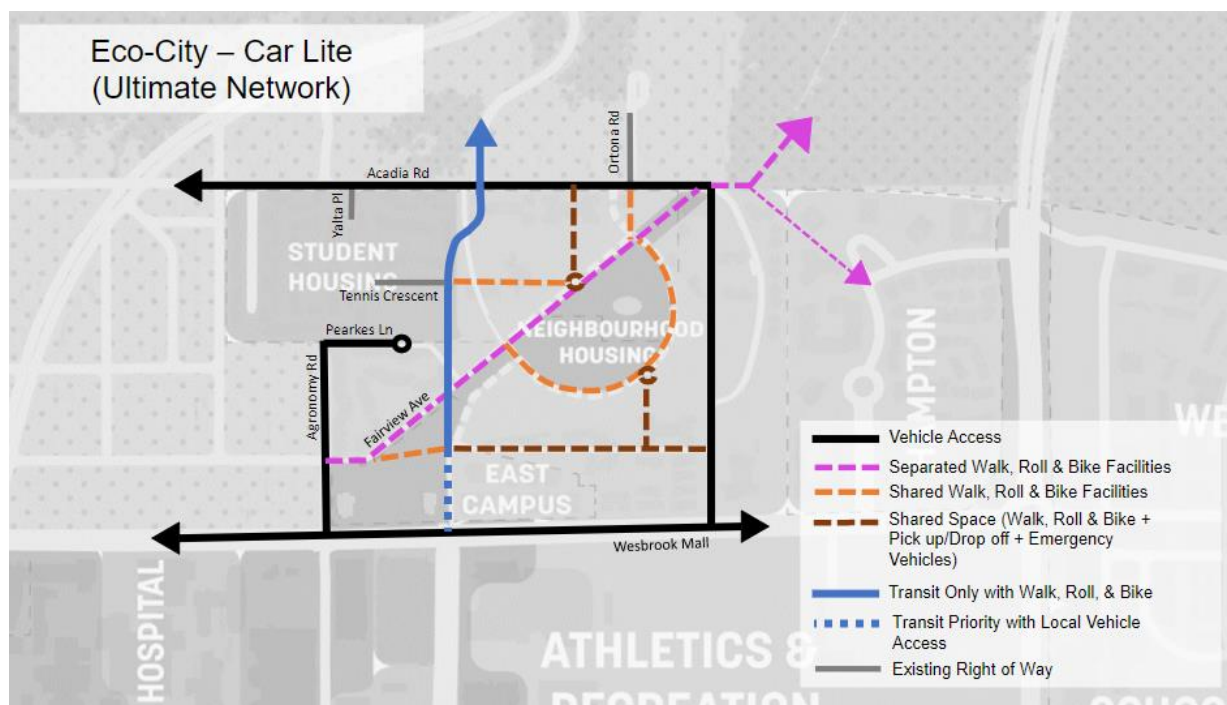 Eco-City – Car Lite
(Ultimate Network)
Ortona Rd
Acadia Rd
Yalta Pl
STUDENT
HOUSING
Tennis Crescent
NEIGHBOURHOOD
HOUSING
Pearkes Ln
Agronomy Rd
Fairview Ave
EAST
CAMPUS
HAMPTON
Wesbrook Mall
HOSPITAL
ATHLETICS &
RECREATION
Vehicle Access
Separated Walk, Roll & Bike Facilities
Shared Walk, Roll & Bike Facilities
Shared Space (Walk, Roll & Bike +
Pick up/Drop off + Emergency
Vehicles)
Transit Only with Walk, Roll, & Bike
Transit Priority with Local Vehicle
Access
Existing Right of Way